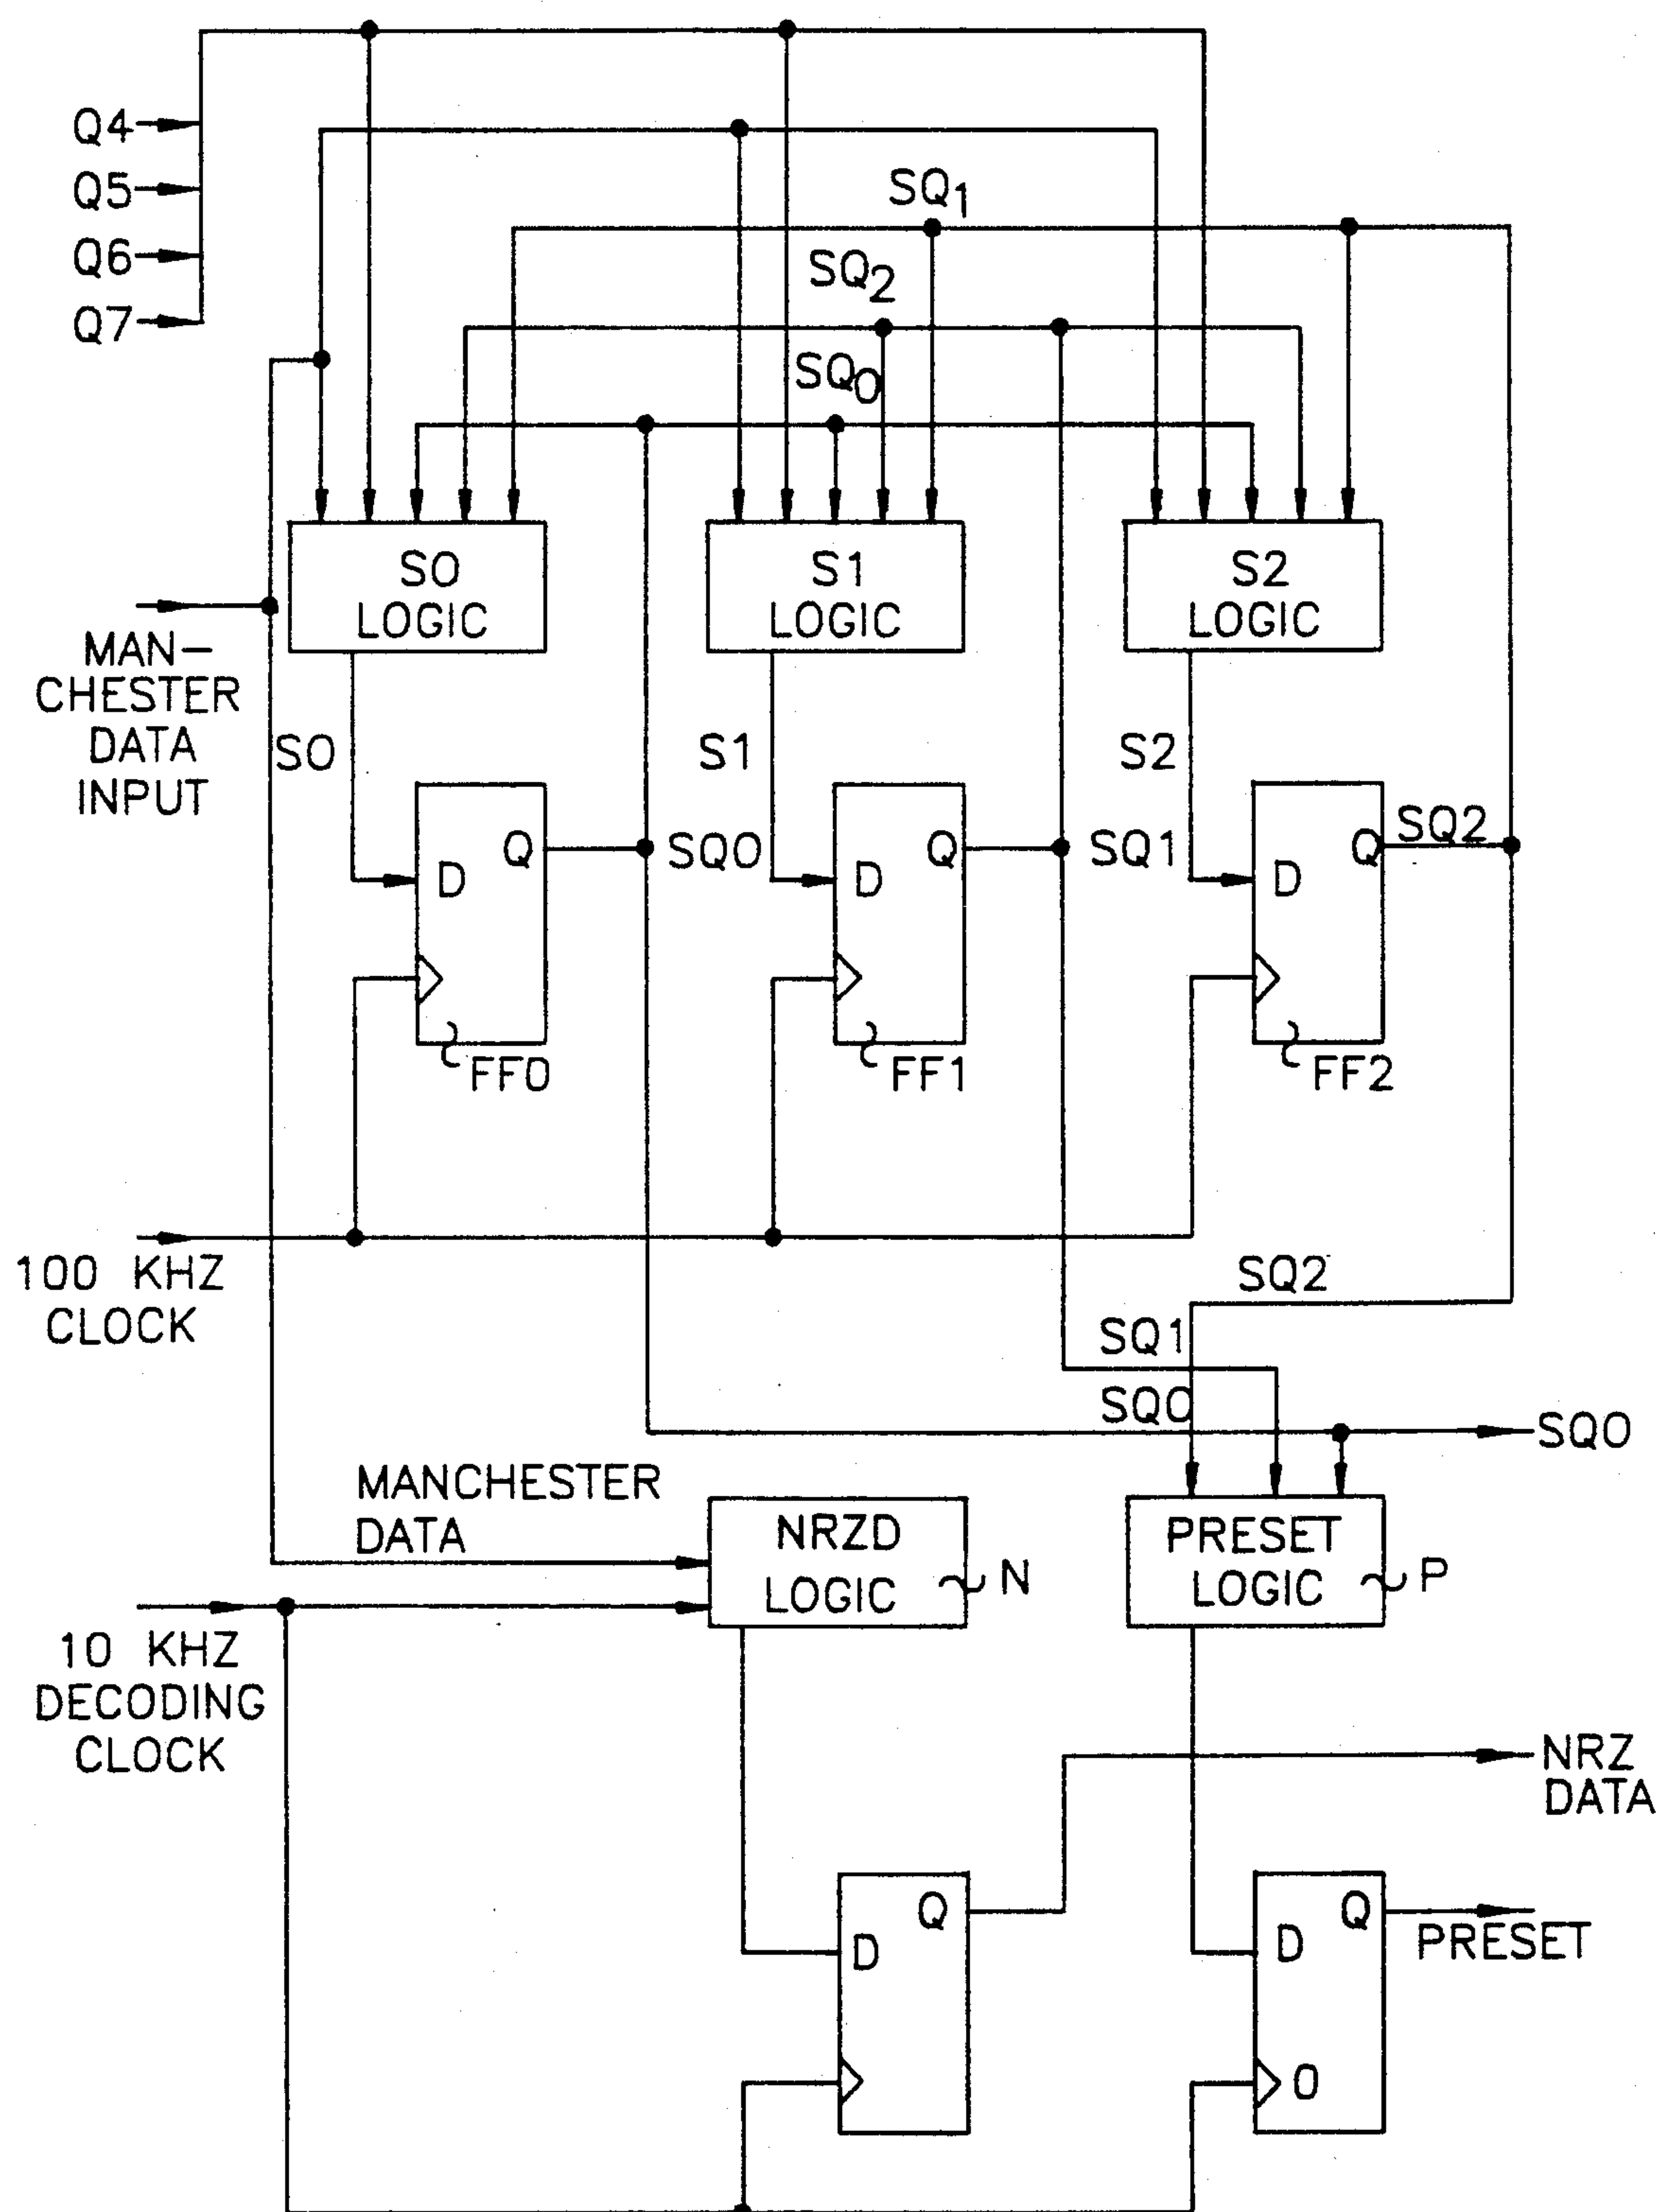 Q4
Q5
Q6
Q7
SQ1
SQ2
SQ0
S0
LOGIC
S1
LOGIC
S2
LOGIC
MAN-
CHESTER
DATA
INPUT
S0
S1
S2
D
Q
SQ0
D
Q
SQ1
D
Q
SQ2
FF0
FF1
FF2
100 KHZ
CLOCK
SQ2
SQ1
SQ0
SQ0
MANCHESTER
DATA
NRZD
LOGIC
N
PRESET
LOGIC
P
10 KHZ
DECODING
CLOCK
NRZ
DATA
Q
D
Q
D
O
PRESET